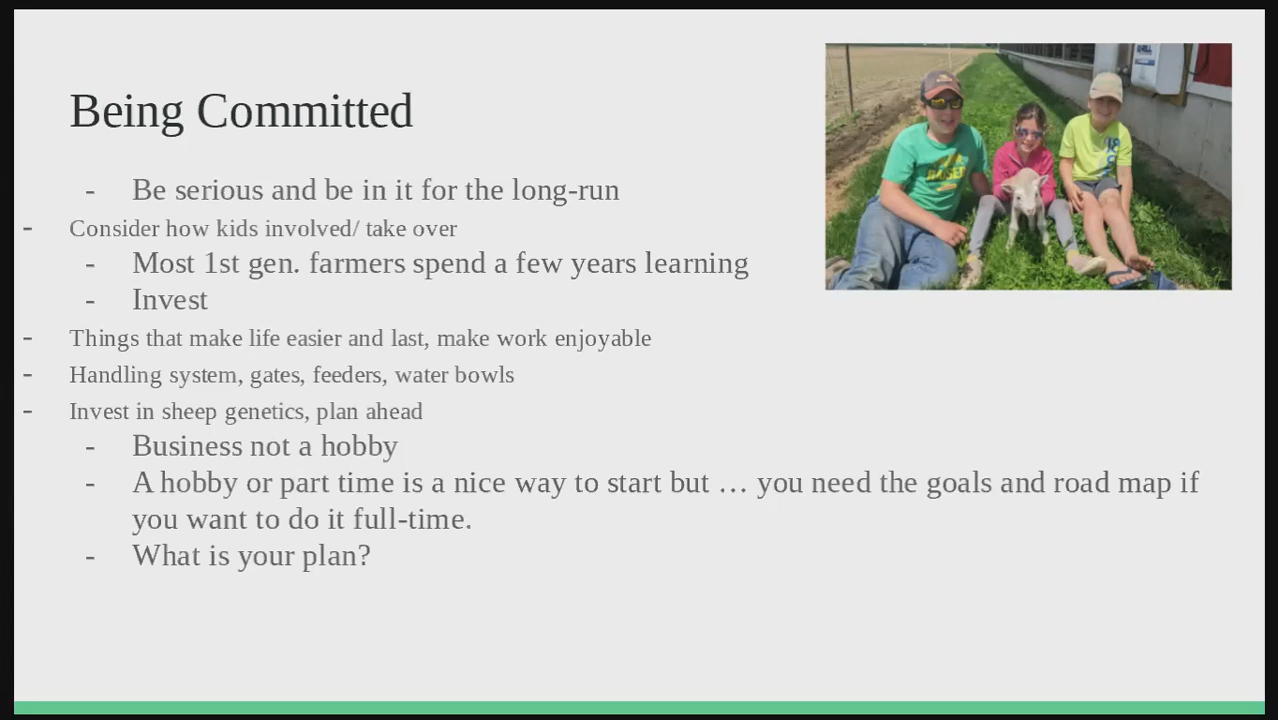 Being Committed
- Be serious and be in it for the long-run
- Consider how kids involved/ take over
- Most 1st gen. farmers spend a few years learning
- Invest
- Things that make life easier and last, make work enjoyable
- Handling system, gates, feeders, water bowls
- Invest in sheep genetics, plan ahead
- Business not a hobby
- A hobby or part time is a nice way to start but … you need the goals and road map if
you want to do it full-time.
- What is your plan?